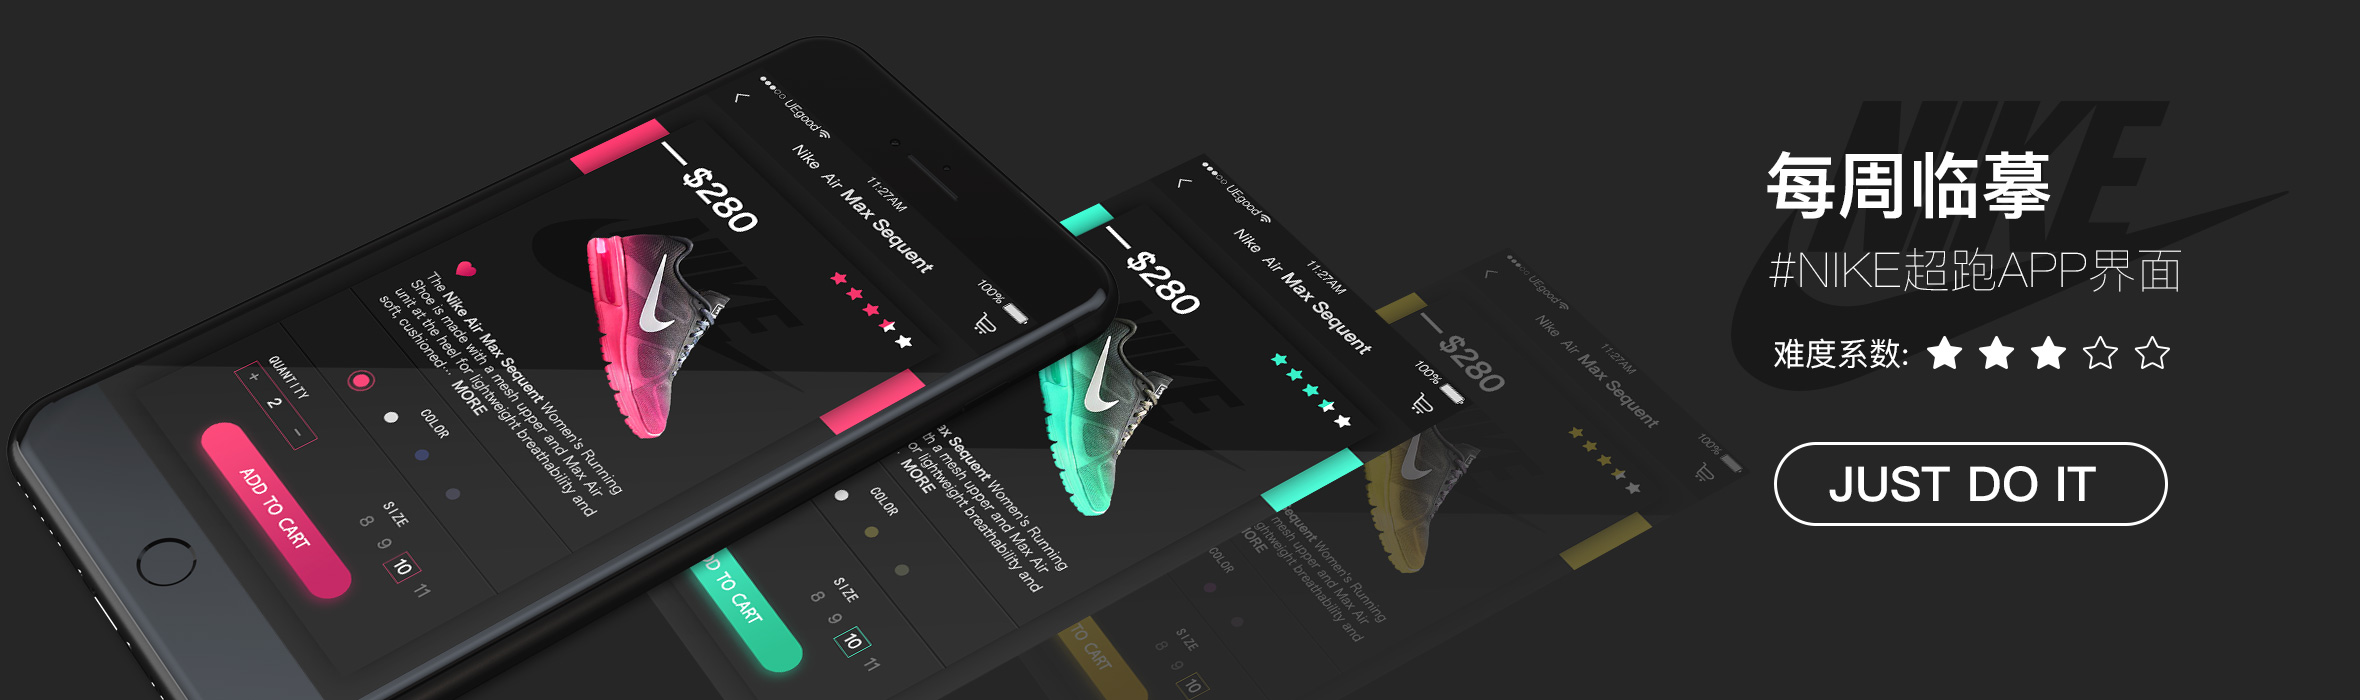 ●●●○○ UEgood
11:27AM
100%
Nike Air Max Sequent
$280
The Nike Air Max Sequent Women's Running
Shoe is made with a mesh upper and Max Air
unit at the heel for lightweight breathability and
soft, cushioned... MORE
QUANTITY
+
2
−
COLOR
SIZE
8
9
10
11
ADD TO CART
●●●○○ UEgood
11:27AM
100%
Nike Air Max Sequent
$280
ax Sequent Women's Running
th a mesh upper and Max Air
or lightweight breathability and
MORE
COLOR
SIZE
8
9
10
11
D TO CART
UEgood
11:27AM
100%
Nike Air Max Sequent
$280
equent Women's Running
mesh upper and Max Air
ghtweight breathability and
ORE
COLOR
SIZE
8
9
10
TO CART
NIKE
每周临摹
#NIKE超跑APP界面
难度系数:
JUST DO IT